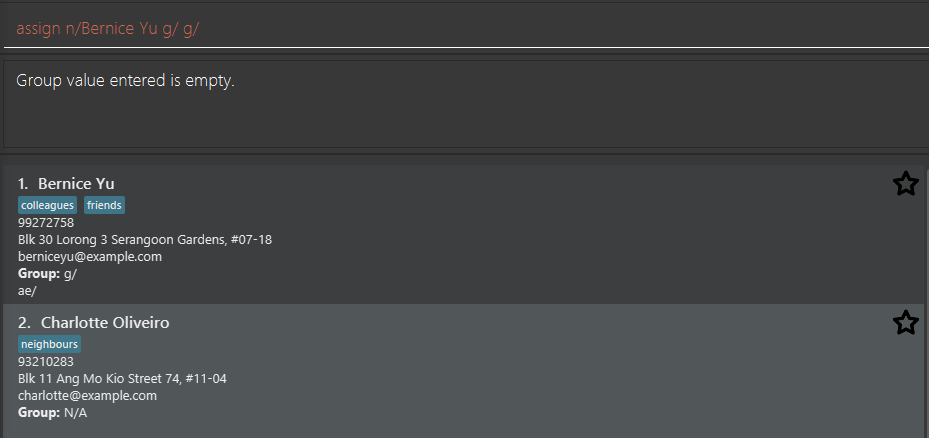 assign n/Bernice Yu g/ g/
Group value entered is empty.
1. Bernice Yu
colleagues friends
99272758
Blk 30 Lorong 3 Serangoon Gardens, #07-18
berniceyu@example.com
Group: g/
ae/
2. Charlotte Oliveiro
neighbours
93210283
Blk 11 Ang Mo Kio Street 74, #11-04
charlotte@example.com
Group: N/A